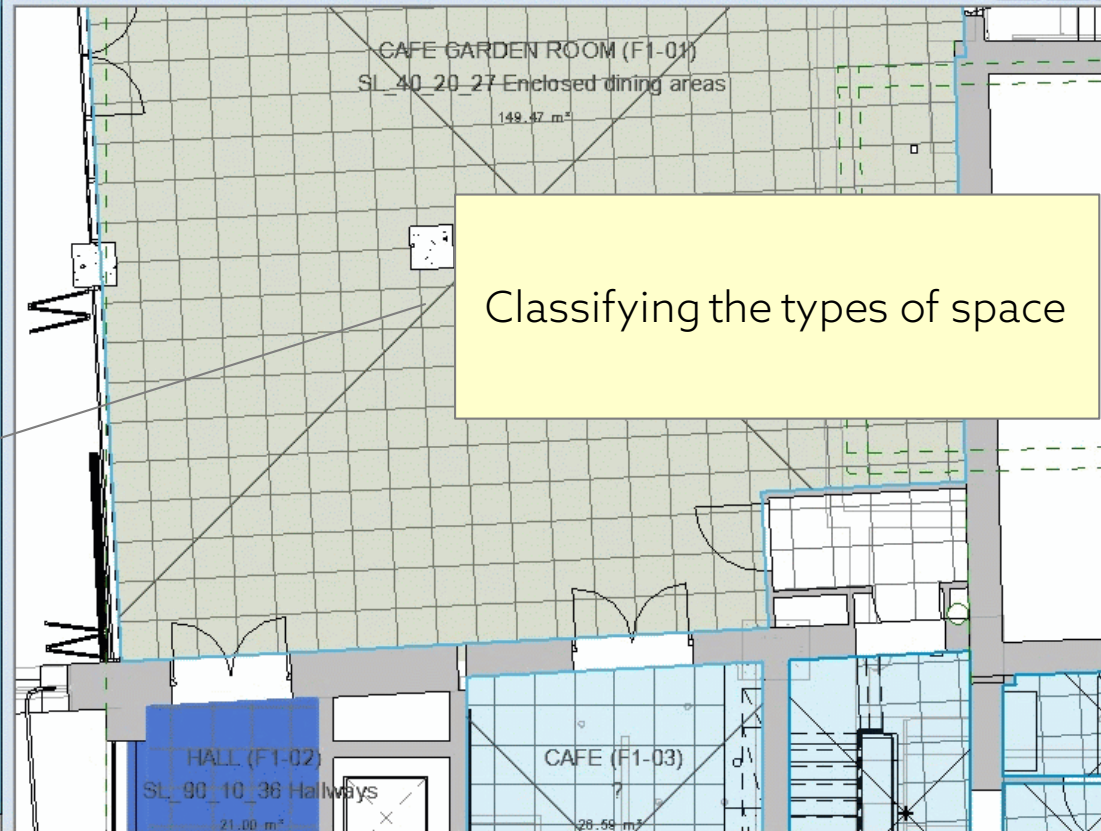 CAFE GARDEN ROOM (F1-01)
SL_40_20_27 Enclosed dining areas
149.47 m²
Classifying the types of space
HALL (F1-02)
SL_90_10_36 Hallways
21.00 m²
CAFE (F1-03)
?
28.59 m²